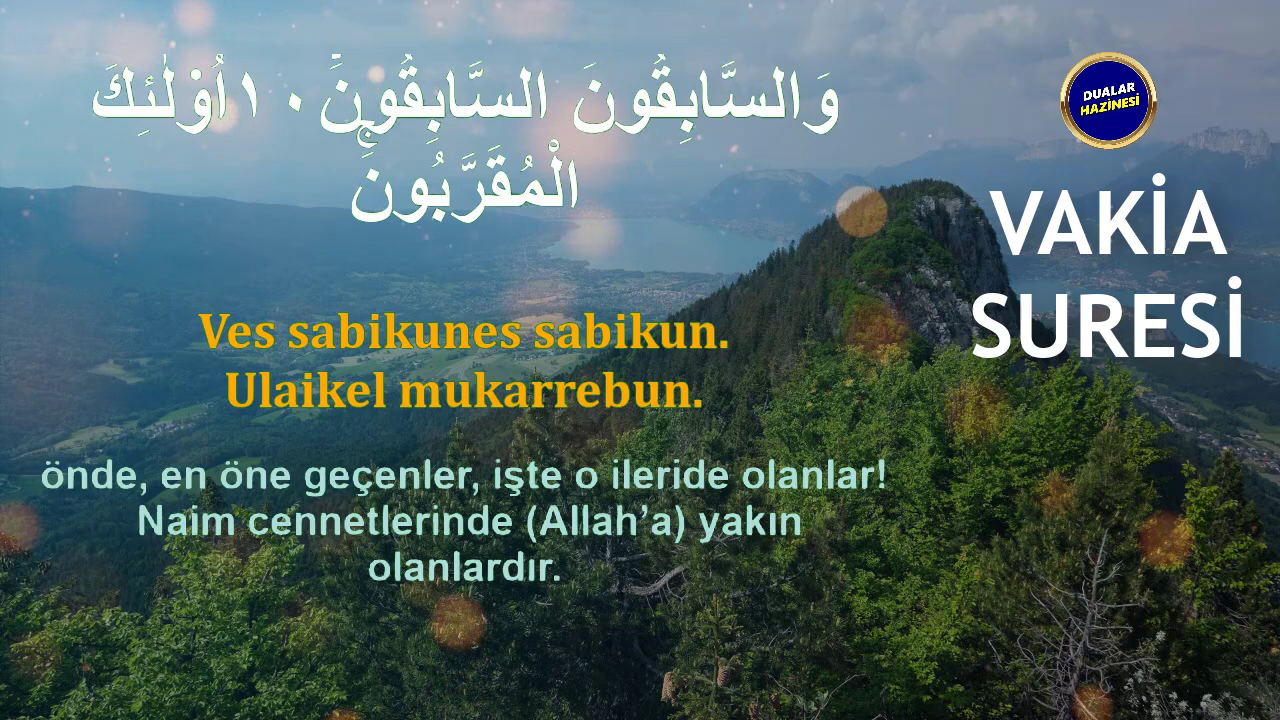 وَالسَّابِقُونَ السَّابِقُونَۙ ١٠ اُو۬لٰٓئِكَ
الْمُقَرَّبُونَۚ
Ves sabikunes sabikun.
Ulaikel mukarrebun.
önde, en öne geçenler, işte o ileride olanlar!
Naim cennetlerinde (Allah’a) yakın
olanlardır.
DUALAR
HAZİNESİ
VAKİA
SURESİ